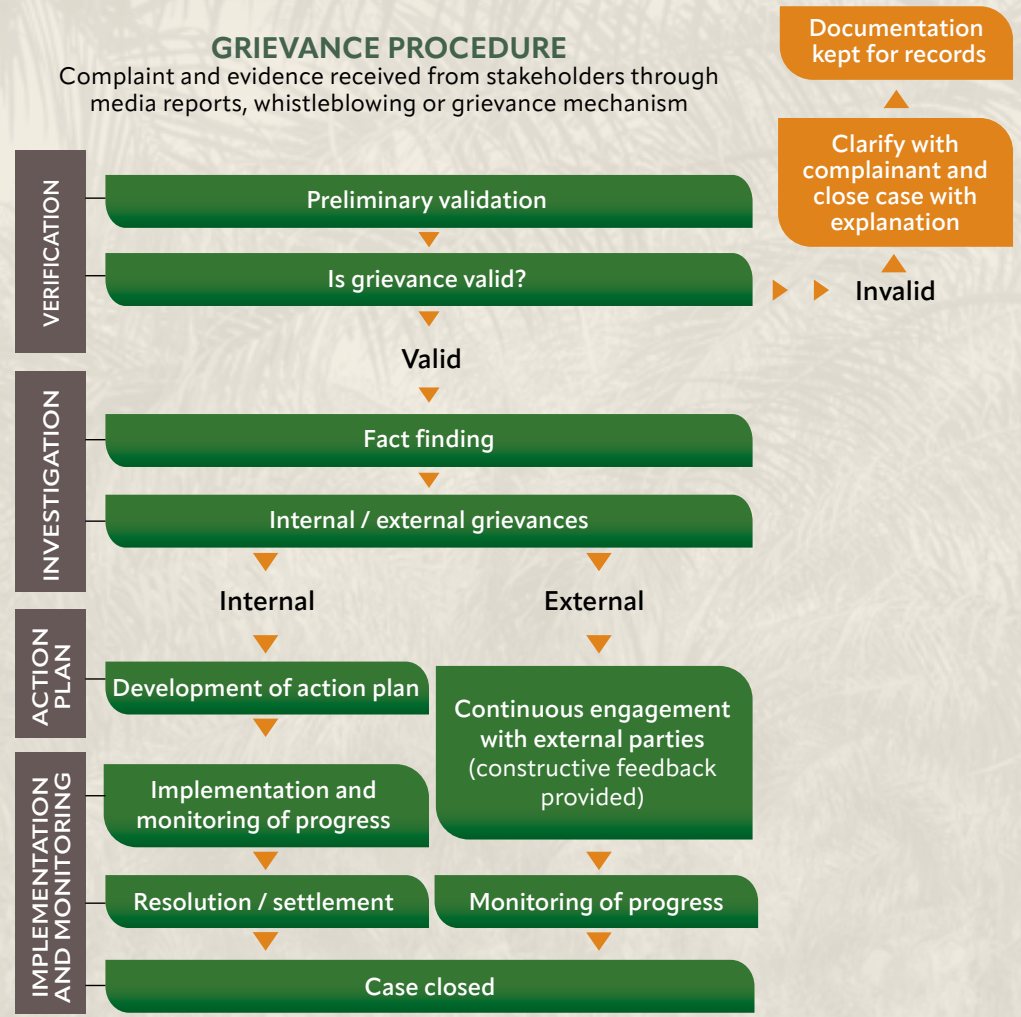 GRIEVANCE PROCEDURE
Complaint and evidence received from stakeholders through
media reports, whistleblowing or grievance mechanism
Documentation
kept for records
Clarify with
complainant and
close case with
explanation
VERIFICATION
Preliminary validation
Is grievance valid?
Invalid
Valid
INVESTIGATION
Fact finding
Internal / external grievances
Internal
External
ACTION
PLAN
Development of action plan
Continuous engagement
with external parties
(constructive feedback
provided)
IMPLEMENTATION
AND MONITORING
Implementation and
monitoring of progress
Resolution / settlement
Monitoring of progress
Case closed